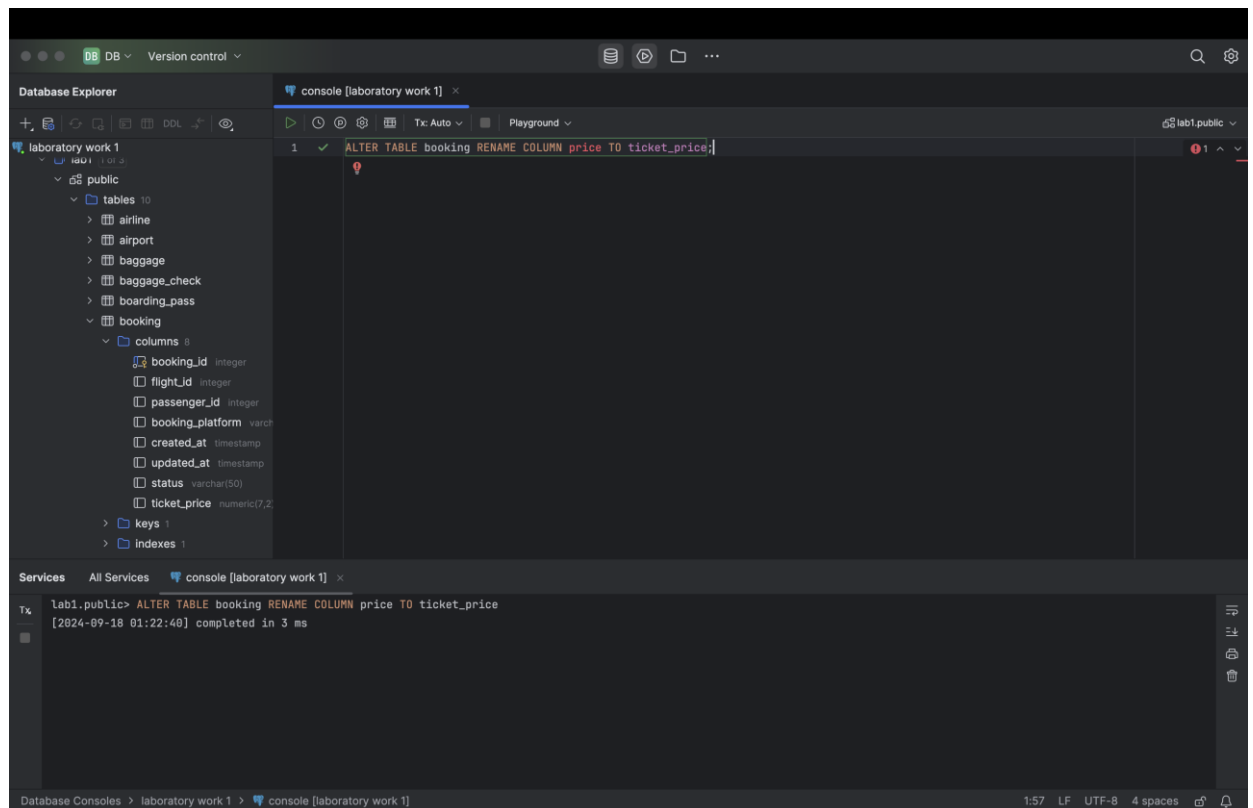 DB DB Version control
Database Explorer
console [laboratory work 1]
DDL
Tx: Auto Playground lab1.public
laboratory work 1
lab1 1 of 3
public
tables 10
airline
airport
baggage
baggage_check
boarding_pass
booking
columns 8
booking_id integer
flight_id integer
passenger_id integer
booking_platform varch
created_at timestamp
updated_at timestamp
status varchar(50)
ticket_price numeric(7,2
keys 1
indexes 1
1 ALTER TABLE booking RENAME COLUMN price TO ticket_price; 1
Services All Services console [laboratory work 1]
Tx
lab1.public> ALTER TABLE booking RENAME COLUMN price TO ticket_price
[2024-09-18 01:22:40] completed in 3 ms
Database Consoles > laboratory work 1 > console [laboratory work 1] 1:57 LF UTF-8 4 spaces